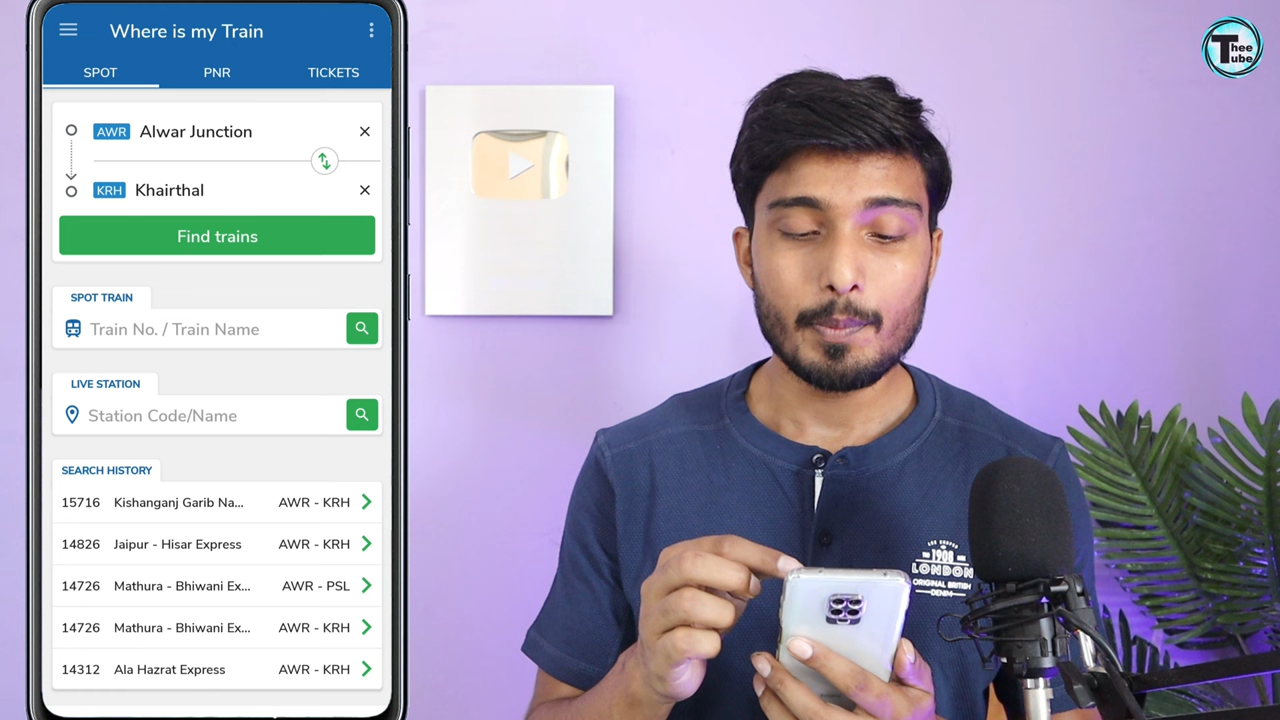 Where is my Train
SPOT
PNR
TICKETS
AWR Alwar Junction
KRH Khairthal
Find trains
SPOT TRAIN
Train No. / Train Name
LIVE STATION
Station Code/Name
SEARCH HISTORY
15716 Kishanganj Garib Na... AWR - KRH
14826 Jaipur - Hisar Express AWR - KRH
14726 Mathura - Bhiwani Ex... AWR - PSL
14726 Mathura - Bhiwani Ex... AWR - KRH
14312 Ala Hazrat Express AWR - KRH
Thee
Tube
1908
LONDON
ORIGINAL BRITISH
DENIM